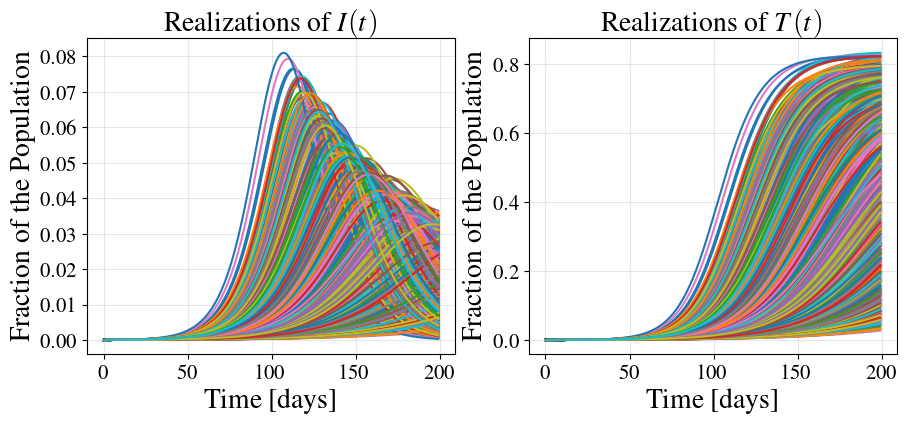 Realizations of I(t)
Fraction of the Population
0.08
0.07
0.06
0.05
0.04
0.03
0.02
0.01
0.00
0 50 100 150 200
Time [days]
Realizations of T(t)
Fraction of the Population
0.8
0.6
0.4
0.2
0.0
0 50 100 150 200
Time [days]